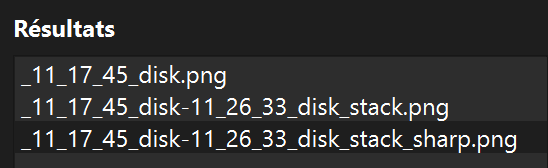 Résultats
_11_17_45_disk.png
_11_17_45_disk-11_26_33_disk_stack.png
_11_17_45_disk-11_26_33_disk_stack_sharp.png